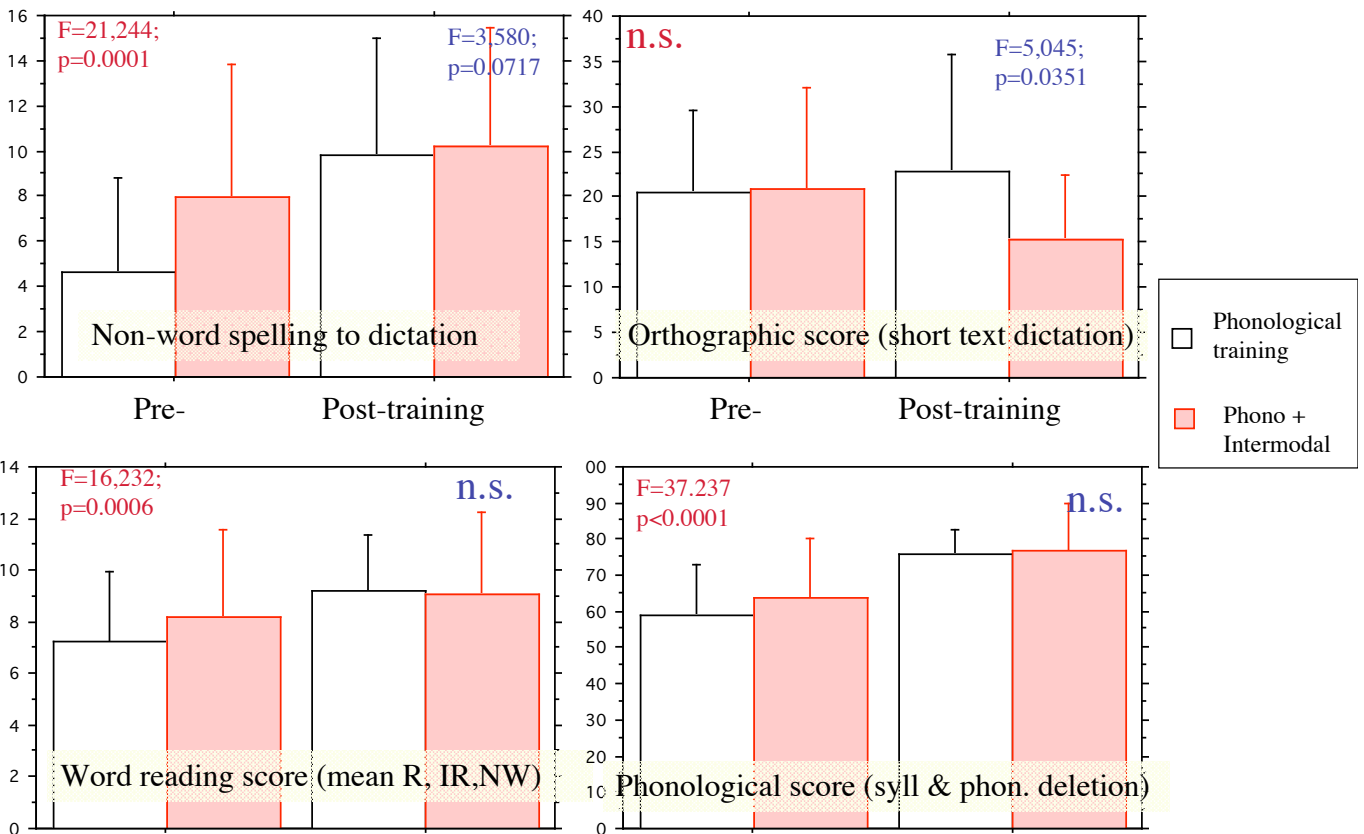 16
14
12
10
8
6
4
2
0
F=21,244;
p=0.0001
F=3,580;
p=0.0717
Non-word spelling to dictation
Pre-
Post-training
40
35
30
25
20
15
10
5
0
n.s.
F=5,045;
p=0.0351
Orthographic score (short text dictation)
Pre-
Post-training
Phonological
training
Phono +
Intermodal
14
12
10
8
6
4
2
0
F=16,232;
p=0.0006
n.s.
Word reading score (mean R, IR,NW)
00
90
80
70
60
50
40
30
20
10
0
F=37.237
p<0.0001
n.s.
Phonological score (syll & phon. deletion)